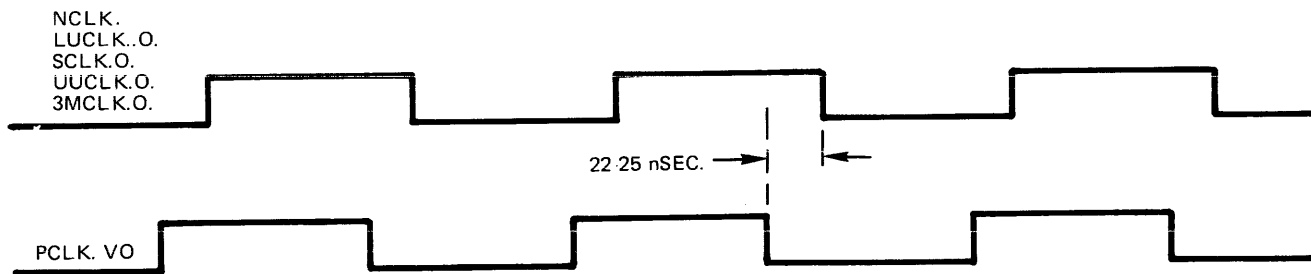 NCLK.
LUCLK..O.
SCLK.O.
UUCLK.O.
3MCLK.O.
22-25 nSEC.
PCLK. VO